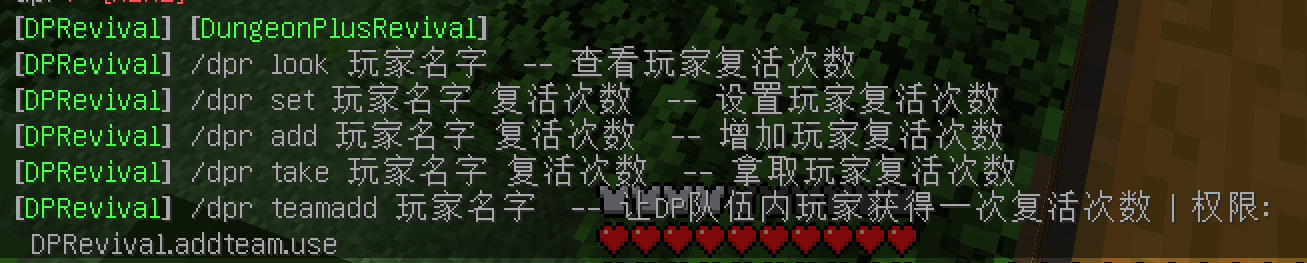 [DPRevival] [DungeonPlusRevival]
[DPRevival] /dpr look 玩家名字 -- 查看玩家复活次数
[DPRevival] /dpr set 玩家名字 复活次数 -- 设置玩家复活次数
[DPRevival] /dpr add 玩家名字 复活次数 -- 增加玩家复活次数
[DPRevival] /dpr take 玩家名字 复活次数 -- 拿取玩家复活次数
[DPRevival] /dpr teamadd 玩家名字 -- 让DP队伍内玩家获得一次复活次数 | 权限:
DPRevival.addteam.use